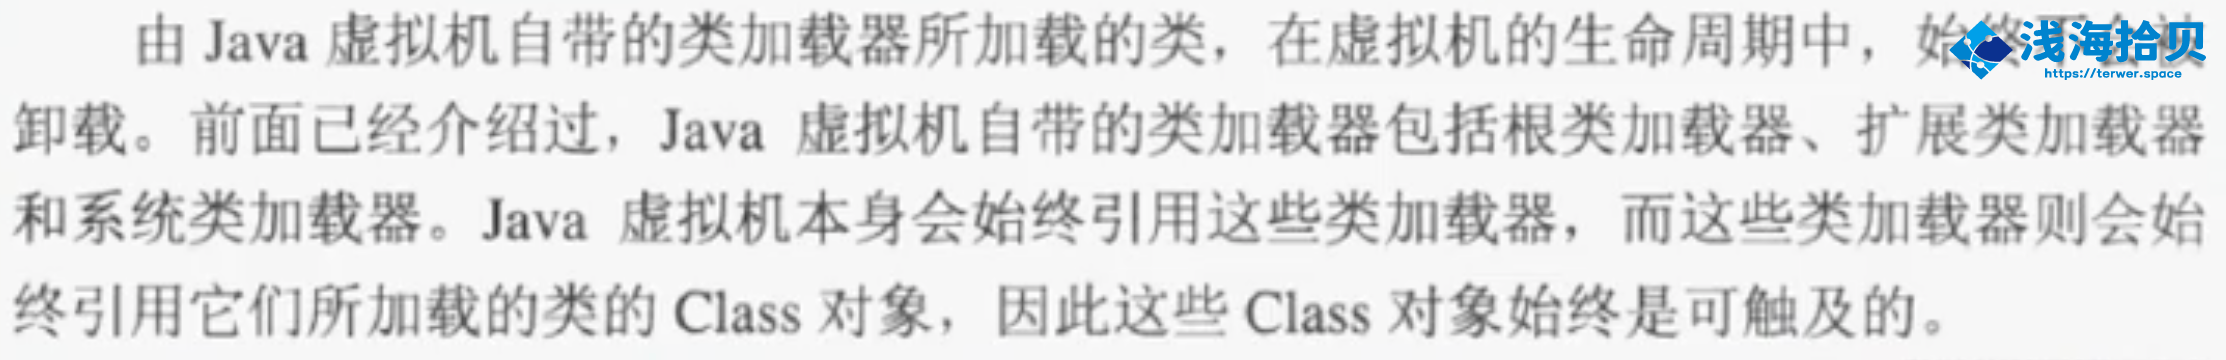 由 Java 虚拟机自带的类加载器所加载的类，在虚拟机的生命周期中，始
浅海拾贝
https://terwer.space
卸载。前面已经介绍过，Java 虚拟机自带的类加载器包括根类加载器、扩展类加载器
和系统类加载器。Java 虚拟机本身会始终引用这些类加载器，而这些类加载器则会始
终引用它们所加载的类的 Class 对象，因此这些 Class 对象始终是可触及的。